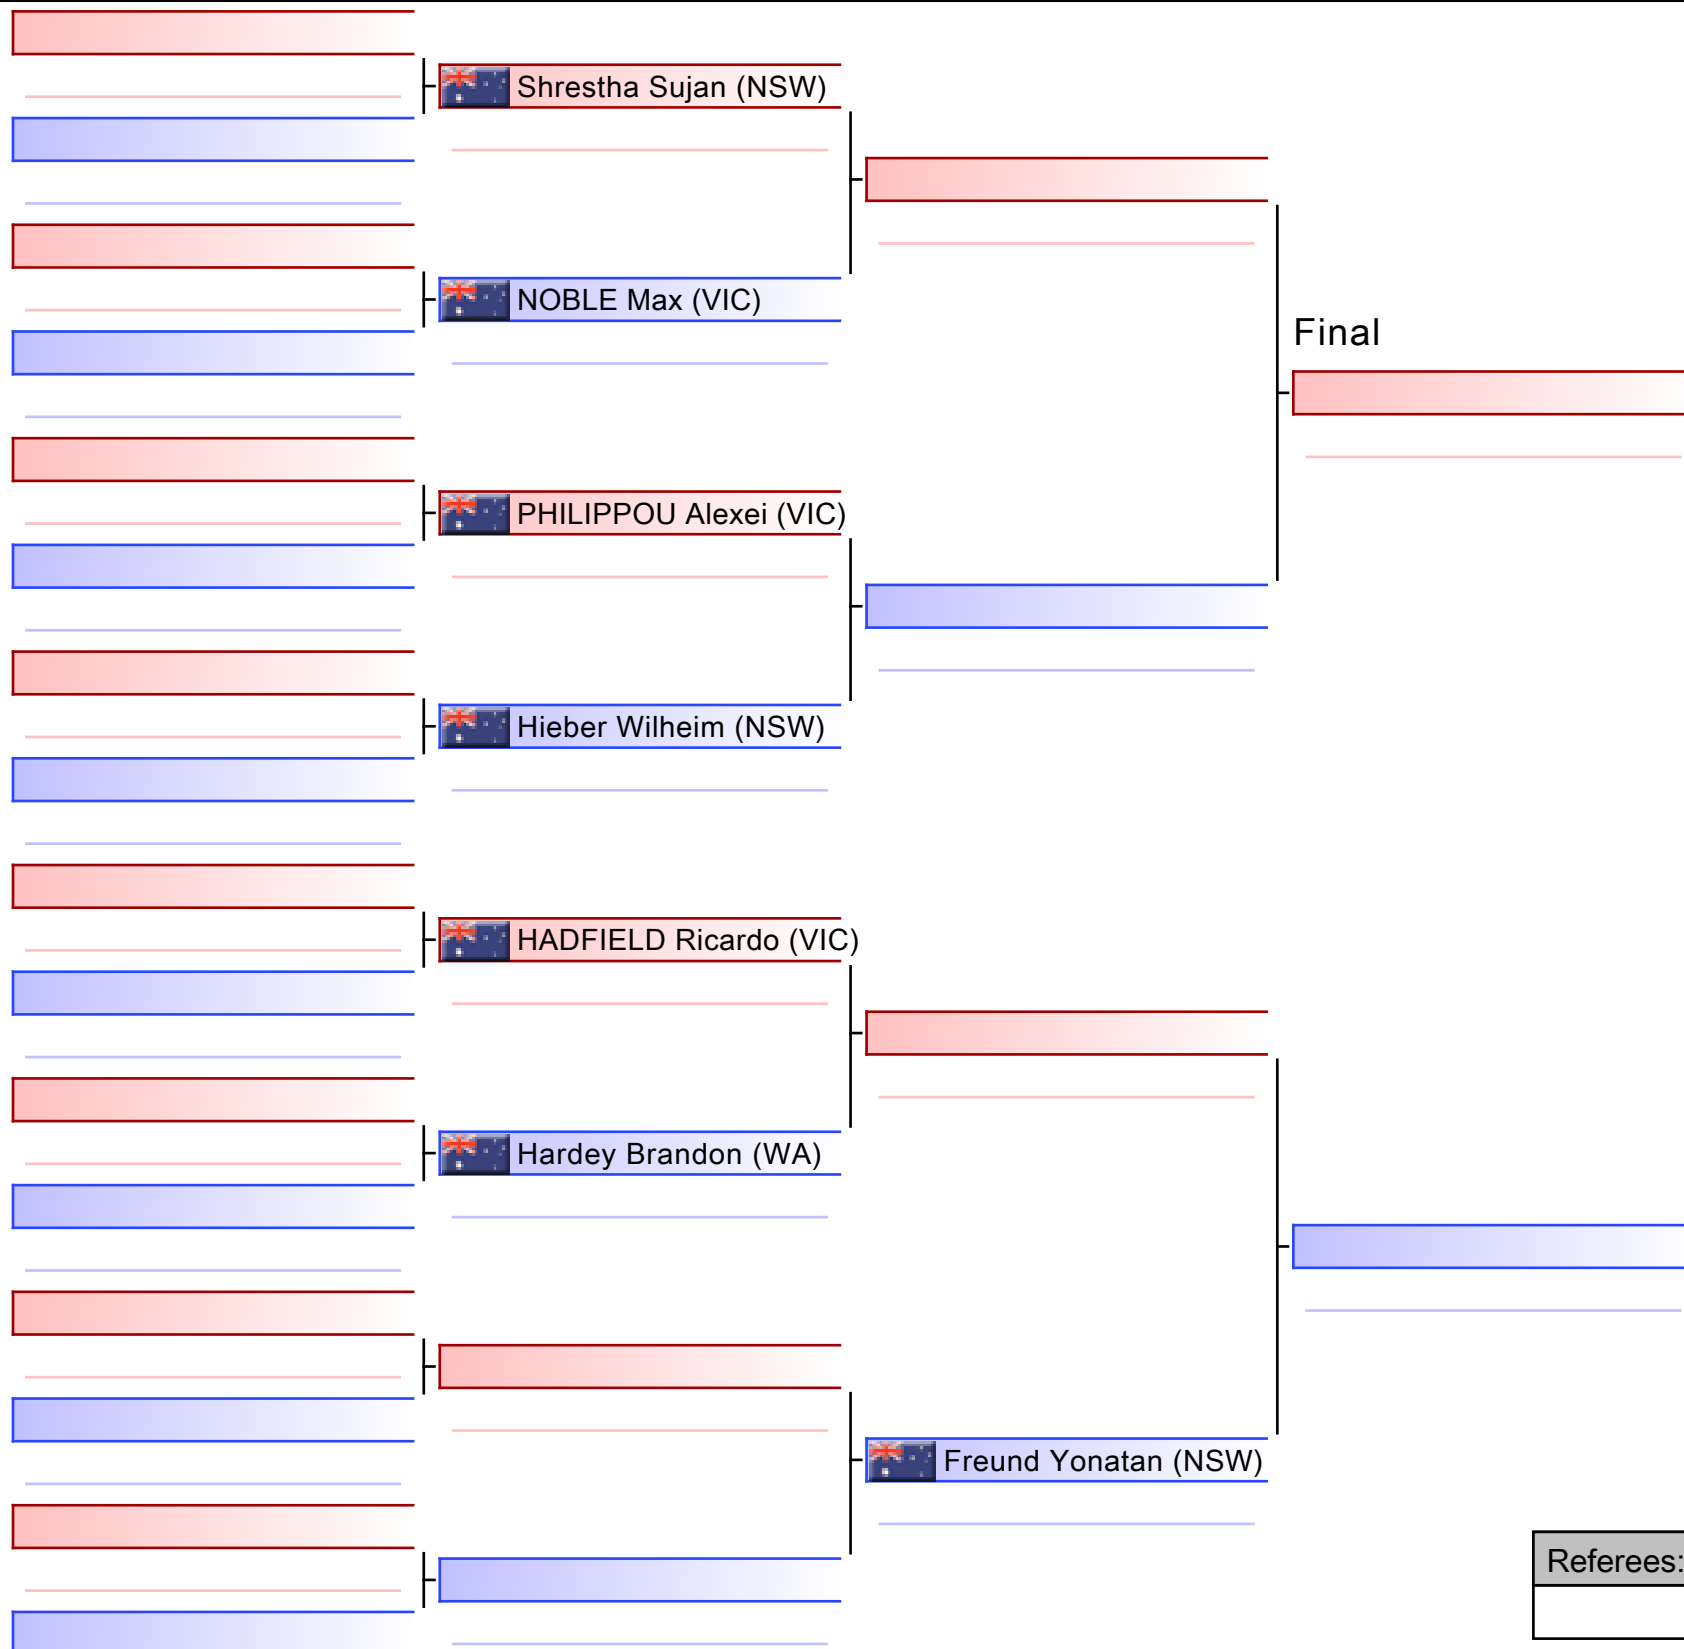 Shrestha Sujan (NSW)
NOBLE Max (VIC)
Final
PHILIPPOU Alexei (VIC)
Hieber Wilheim (NSW)
HADFIELD Ricardo (VIC)
Hardey Brandon (WA)
Freund Yonatan (NSW)
Referees: